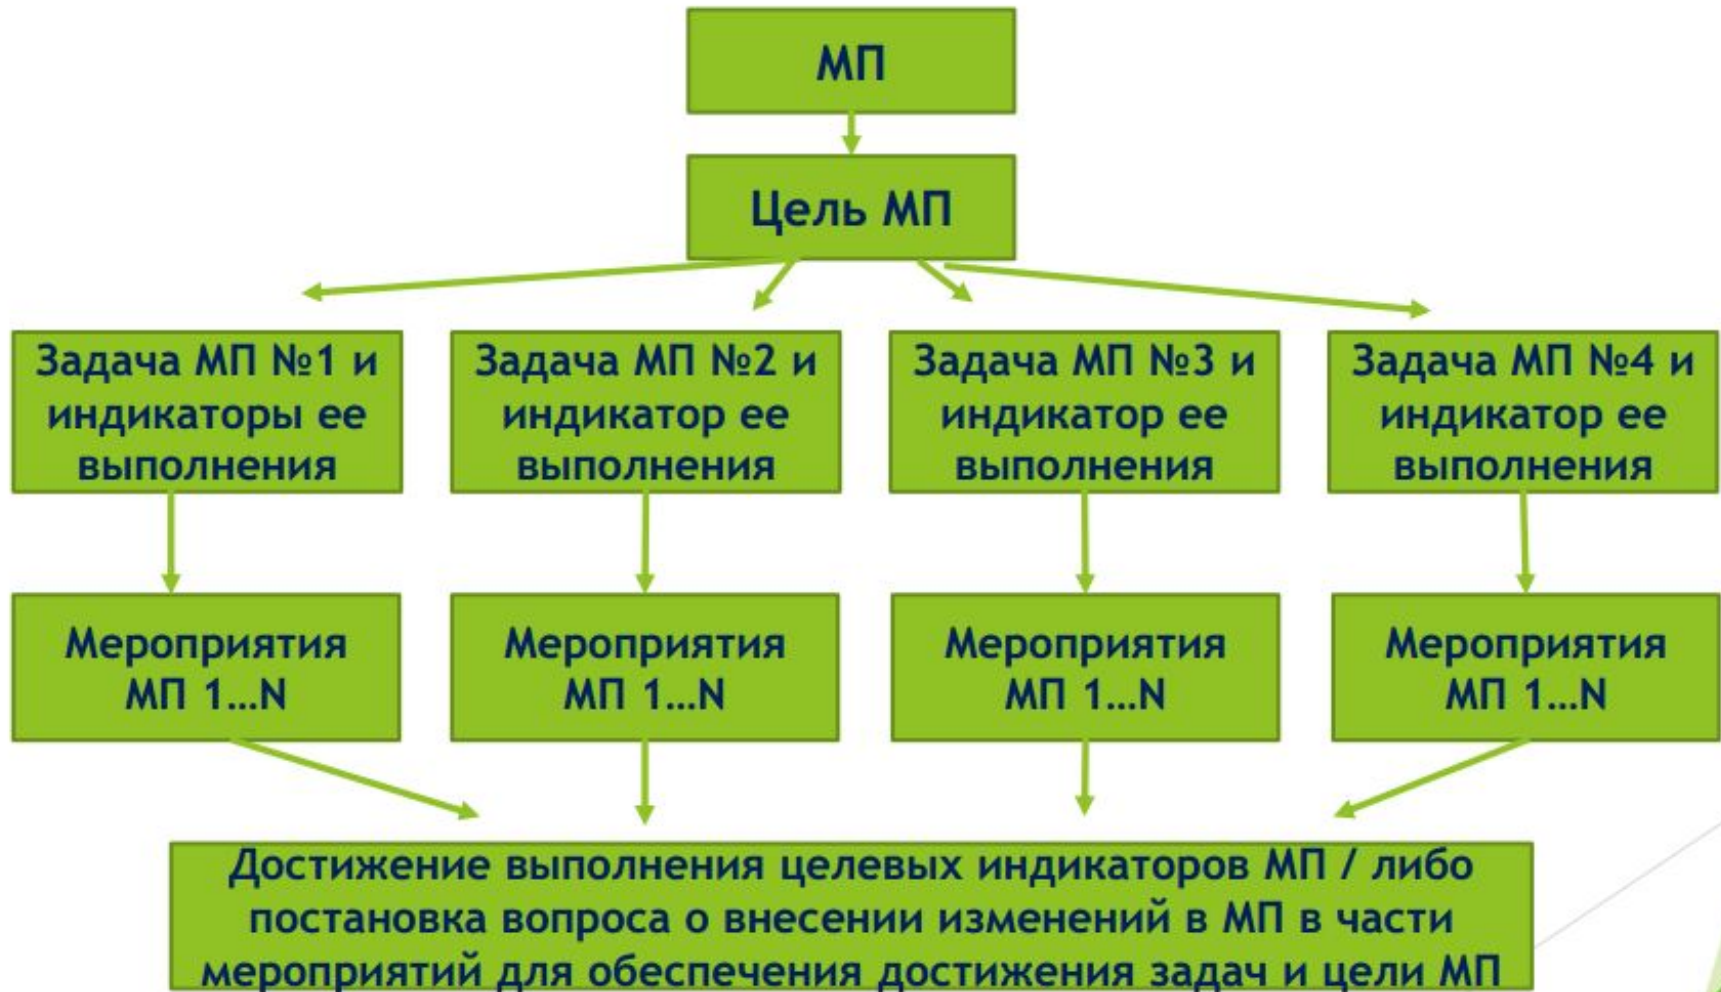 МП
Цель МП
Задача МП №1 и
индикаторы ее
выполнения
Задача МП №2 и
индикатор ее
выполнения
Задача МП №3 и
индикатор ее
выполнения
Задача МП №4 и
индикатор ее
выполнения
Мероприятия
МП 1…N
Мероприятия
МП 1…N
Мероприятия
МП 1…N
Мероприятия
МП 1…N
Достижение выполнения целевых индикаторов МП / либо
постановка вопроса о внесении изменений в МП в части
мероприятий для обеспечения достижения задач и цели МП